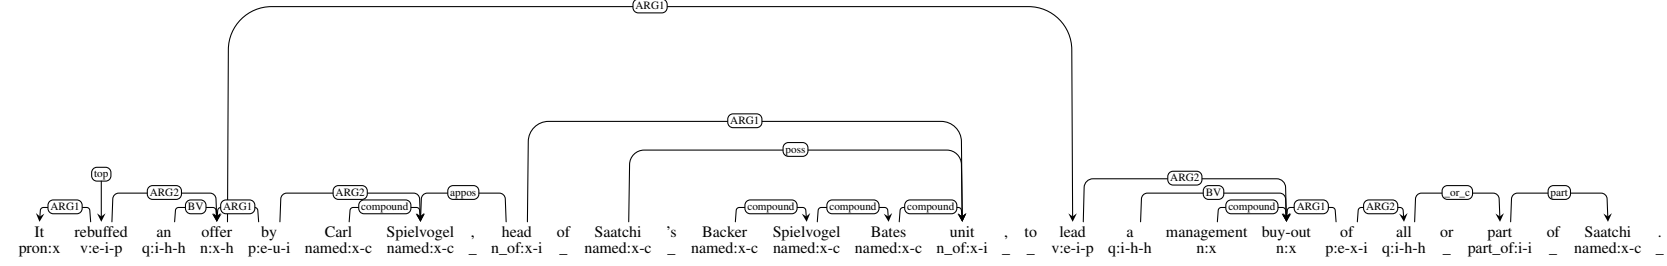 ARG1
ARG1
poss
top
ARG2
ARG2 ARG2 appos BV _or_c part
ARG1 BV ARG1 compound compound compound compound compound ARG1 ARG2
It rebuffed an offer by Carl Spielvogel , head of Saatchi 's Backer Spielvogel Bates unit , to lead a management buy-out of all or part of Saatchi .
pron:x v:e-i-p q:i-h-h n:x-h p:e-u-i named:x-c named:x-c _ n_of:x-i _ named:x-c _ named:x-c named:x-c named:x-c n_of:x-i _ _ v:e-i-p q:i-h-h n:x n:x p:e-x-i q:i-h-h _ part_of:i-i _ named:x-c _